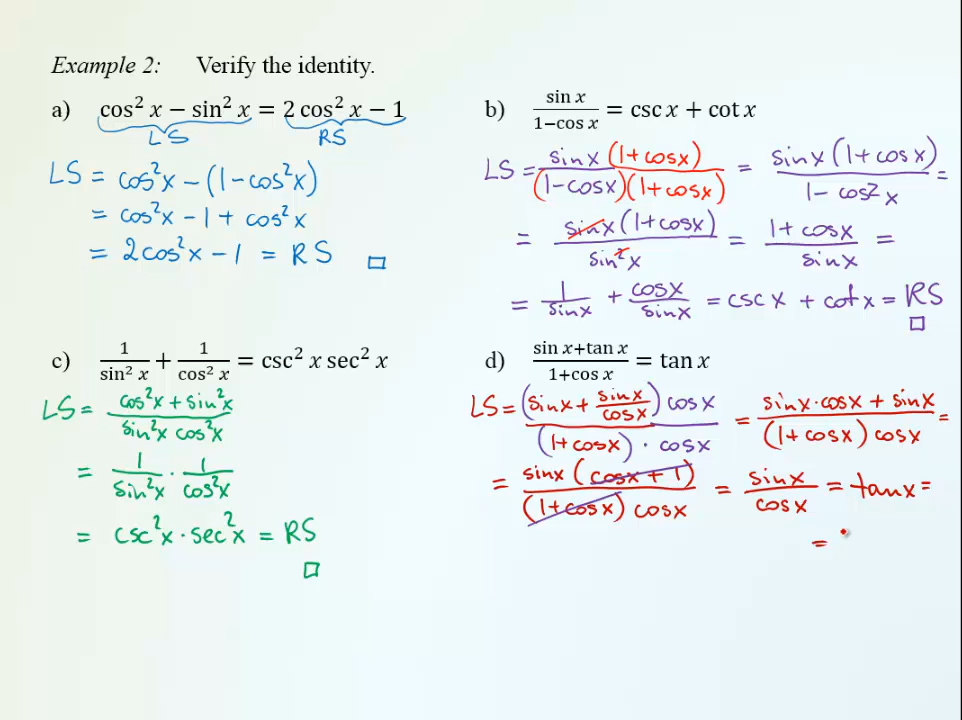 Example 2: Verify the identity.
a) cos² x − sin² x = 2 cos² x − 1
LS RS
LS = cos²x − (1 − cos²x)
= cos²x − 1 + cos²x
= 2cos²x − 1 = RS □
b) sin x / 1−cos x = csc x + cot x
LS = sinx (1 + cosx) / (1 − cosx)(1 + cosx) = sinx (1 + cosx) / 1 − cos²x =
= sinx (1 + cosx) / sin²x = 1 + cosx / sinx =
= 1 / sinx + cosx / sinx = cscx + cotx = RS
□
c) 1 / sin² x + 1 / cos² x = csc² x sec² x
LS = cos²x + sin²x / sin²x cos²x
= 1 / sin²x · 1 / cos²x
= csc²x · sec²x = RS
□
d) sin x+tan x / 1+cos x = tan x
LS = (sinx + sinx / cosx) cosx / (1 + cosx) · cosx = sinx · cosx + sinx / (1 + cosx) cosx =
= sinx (cosx + 1) / (1 + cosx) cosx = sinx / cosx = tanx =
=